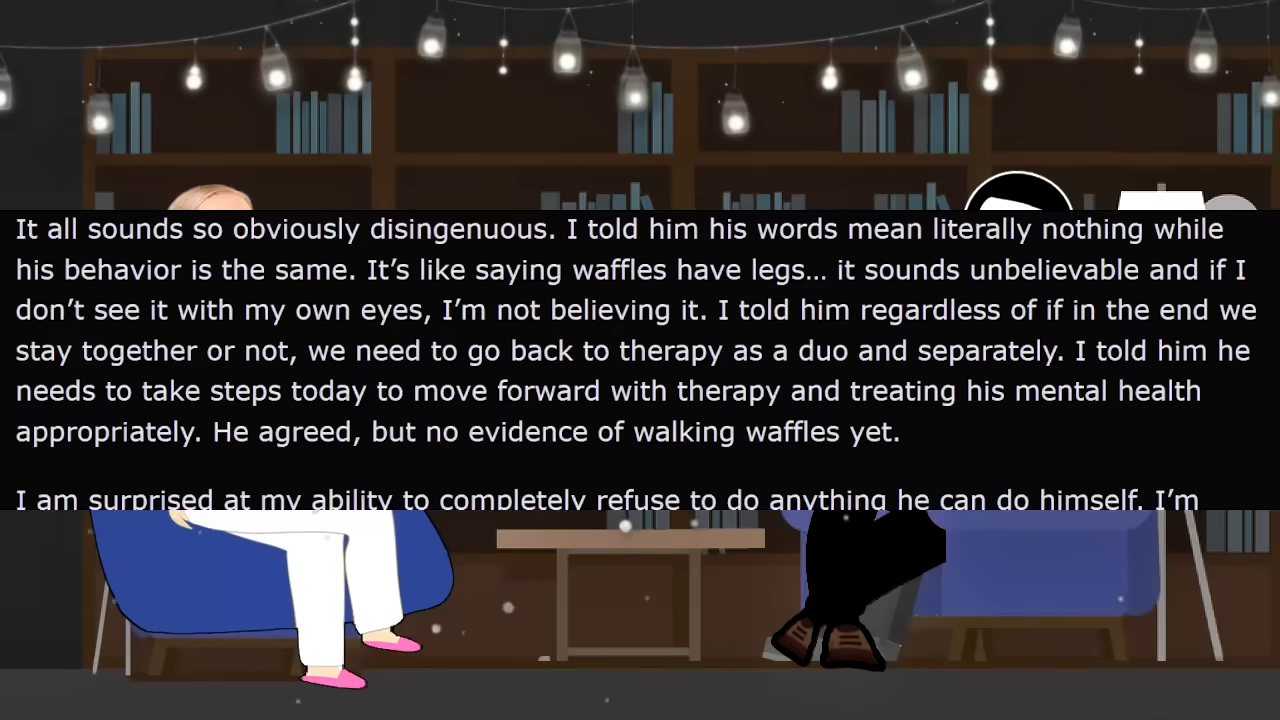 It all sounds so obviously disingenuous. I told him his words mean literally nothing while
his behavior is the same. It’s like saying waffles have legs... it sounds unbelievable and if I
don’t see it with my own eyes, I’m not believing it. I told him regardless of if in the end we
stay together or not, we need to go back to therapy as a duo and separately. I told him he
needs to take steps today to move forward with therapy and treating his mental health
appropriately. He agreed, but no evidence of walking waffles yet.
I am surprised at my ability to completely refuse to do anything he can do himself. I’m